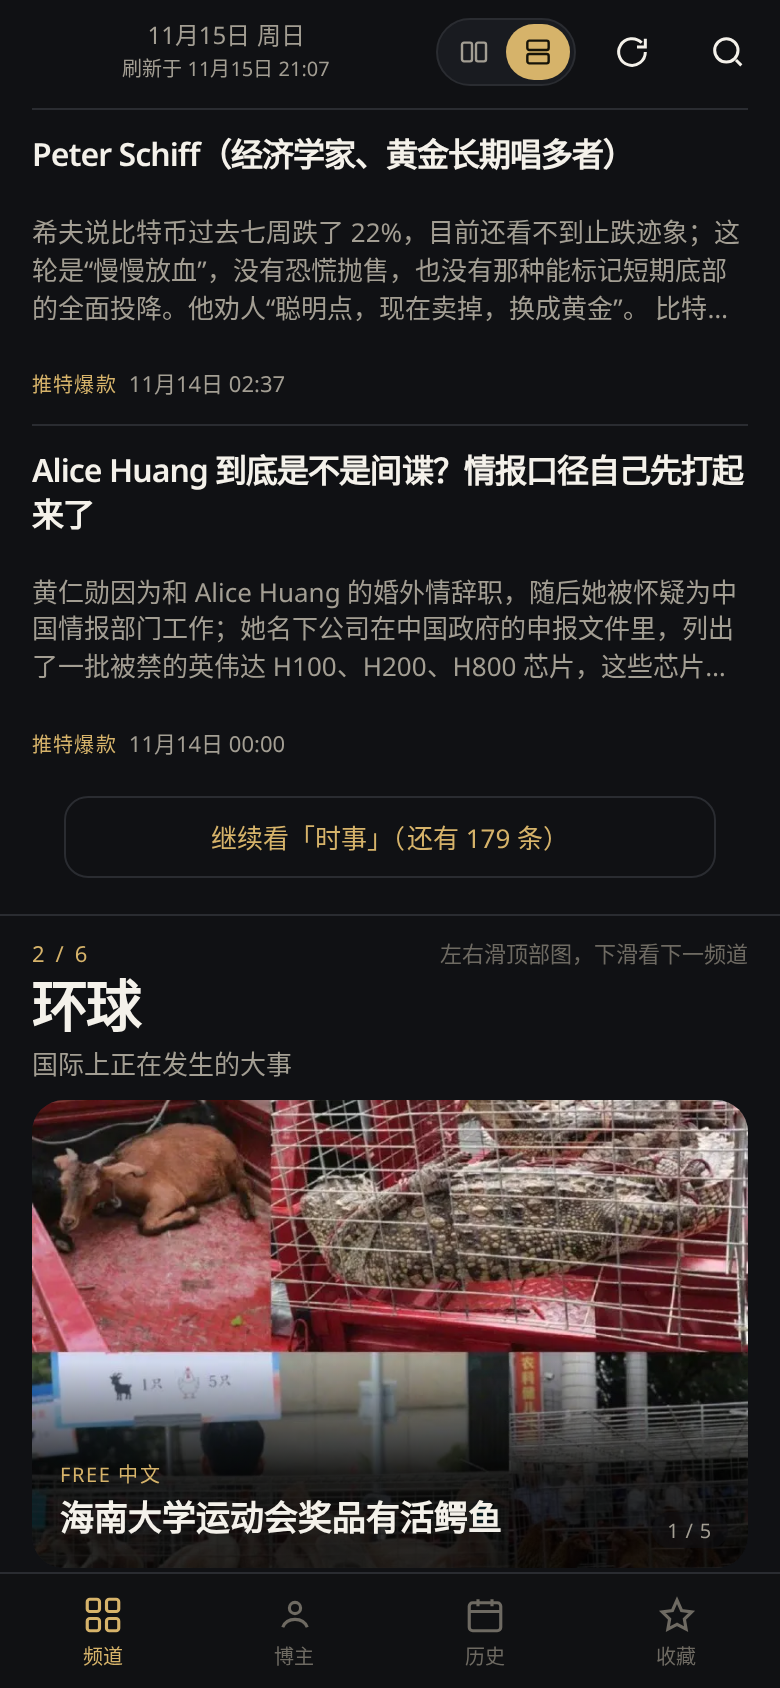 11月15日 周日
刷新于 11月15日 21:07
Peter Schiff（经济学家、黄金长期唱多者）
希夫说比特币过去七周跌了 22%，目前还看不到止跌迹象；这
轮是“慢慢放血”，没有恐慌抛售，也没有那种能标记短期底部
的全面投降。他劝人“聪明点，现在卖掉，换成黄金”。 比特...
推特爆款 11月14日 02:37
Alice Huang 到底是不是间谍？情报口径自己先打起
来了
黄仁勋因为和 Alice Huang 的婚外情辞职，随后她被怀疑为中
国情报部门工作；她名下公司在中国政府的申报文件里，列出
了一批被禁的英伟达 H100、H200、H800 芯片，这些芯片...
推特爆款 11月14日 00:00
继续看「时事」（还有 179 条）
2 / 6
左右滑顶部图，下滑看下一频道
环球
国际上正在发生的大事
1只 5只
FREE 中文
海南大学运动会奖品有活鳄鱼
1 / 5
频道 博主 历史 收藏